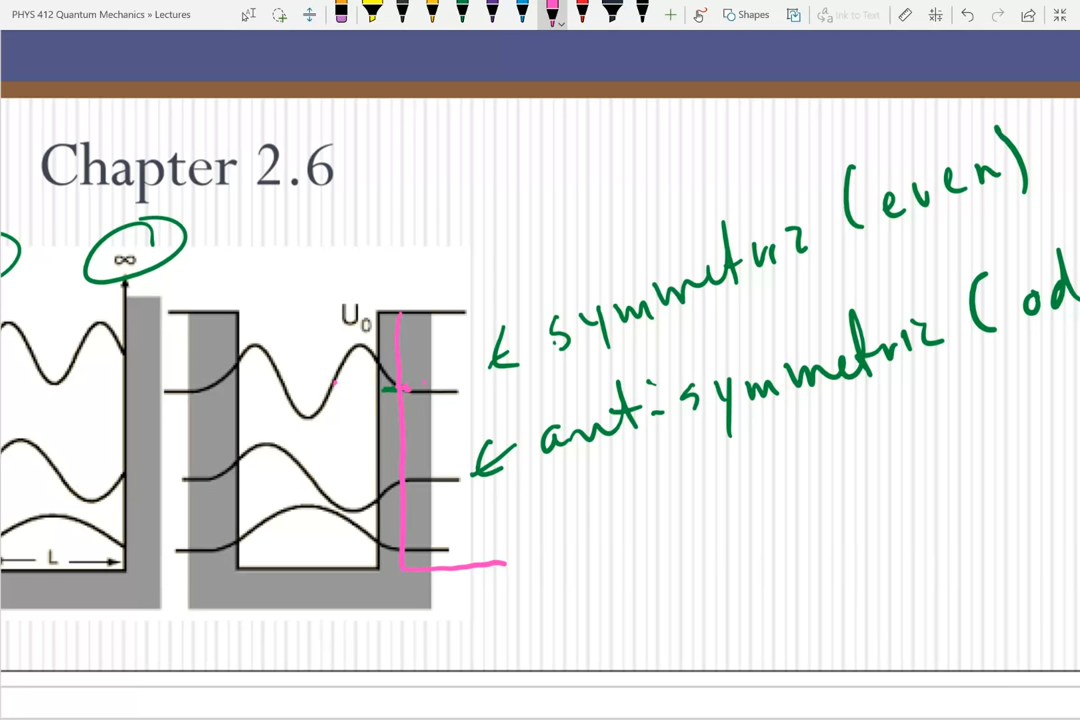 PHYS 412 Quantum Mechanics » Lectures
Shapes
Ink to Text
Chapter 2.6
∞
U0
L
symmetric (even)
anti-symmetric (od